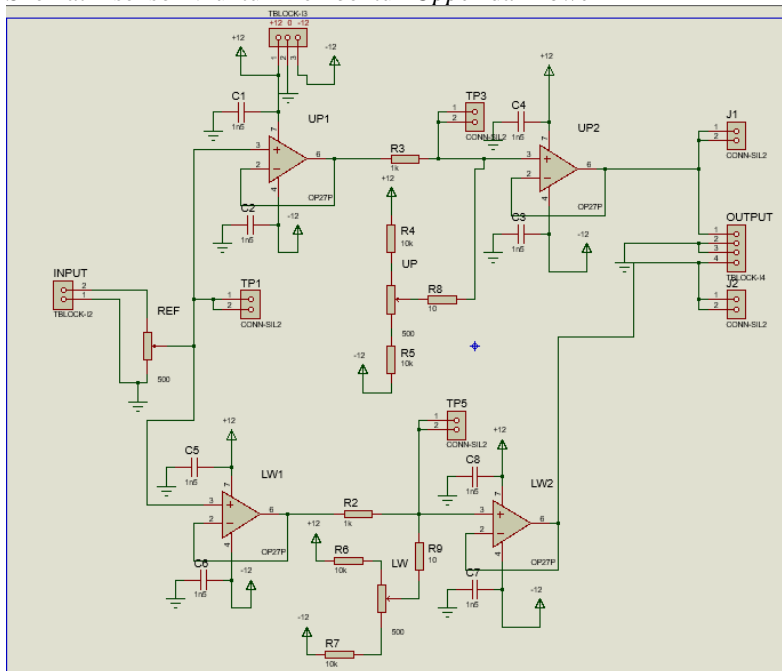 Upper dan Lower
TBLOCK-I3
+12 0 -12
1 2 3
+12
-12
C1
1n5
UP1
7
3
2
6
4
OP27P
C2
1n5
-12
R3
1k
TP3
1
2
CONN-SIL2
+12
C4
1n5
UP2
7
3
2
6
4
OP27P
C3
1n5
-12
J1
1
2
CONN-SIL2
+12
R4
10k
UP
500
R8
10
R5
10k
-12
OUTPUT
1
2
3
4
TBLOCK-I4
J2
1
2
CONN-SIL2
INPUT
2
1
TBLOCK-I2
REF
500
TP1
1
2
CONN-SIL2
+12
C5
1n5
LW1
7
3
2
6
4
OP27P
C6
1n5
-12
R2
1k
TP5
1
2
CONN-SIL2
+12
R6
10k
LW
500
R9
10
-12
R7
10k
+12
C8
1n5
LW2
7
3
2
6
4
OP27P
C7
1n5
-12